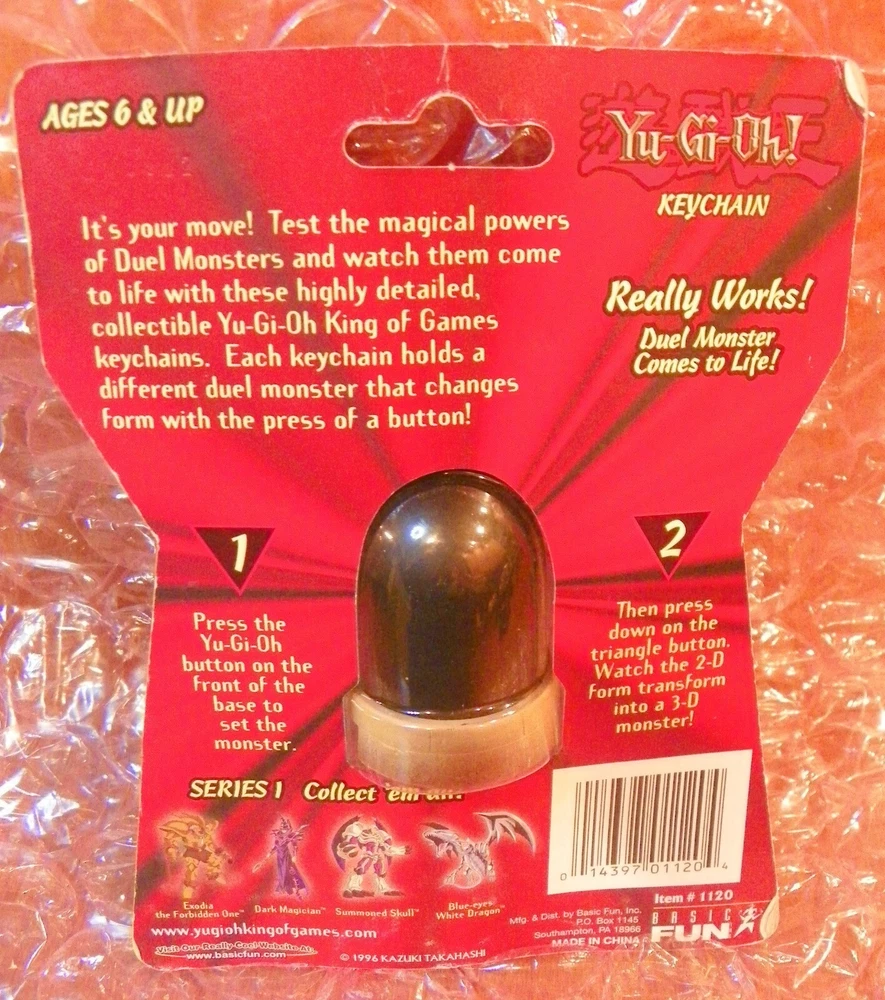 AGES 6 & UP
遊戯王
Yu-Gi-Oh!
KEYCHAIN
It's your move! Test the magical powers
of Duel Monsters and watch them come
to life with these highly detailed,
collectible Yu-Gi-Oh King of Games
keychains. Each keychain holds a
different duel monster that changes
form with the press of a button!
Really Works!
Duel Monster
Comes to Life!
1
Press the
Yu-Gi-Oh
button on the
front of the
base to
set the
monster.
2
Then press
down on the
triangle button.
Watch the 2-D
form transform
into a 3-D
monster!
SERIES 1 Collect 'em all!
Exodia
the Forbidden One™
Dark Magician™
Summoned Skull™
Blue-eyes
White Dragon™
www.yugiohkingofgames.com
Visit Our Really Cool Website At:
www.basicfun.com
© 1996 KAZUKI TAKAHASHI
0 14397 01120 4
Item # 1120
Mfg. & Dist. by Basic Fun, Inc.
P.O. Box 1145
Southampton, PA 18966
MADE IN CHINA
BASIC
FUN